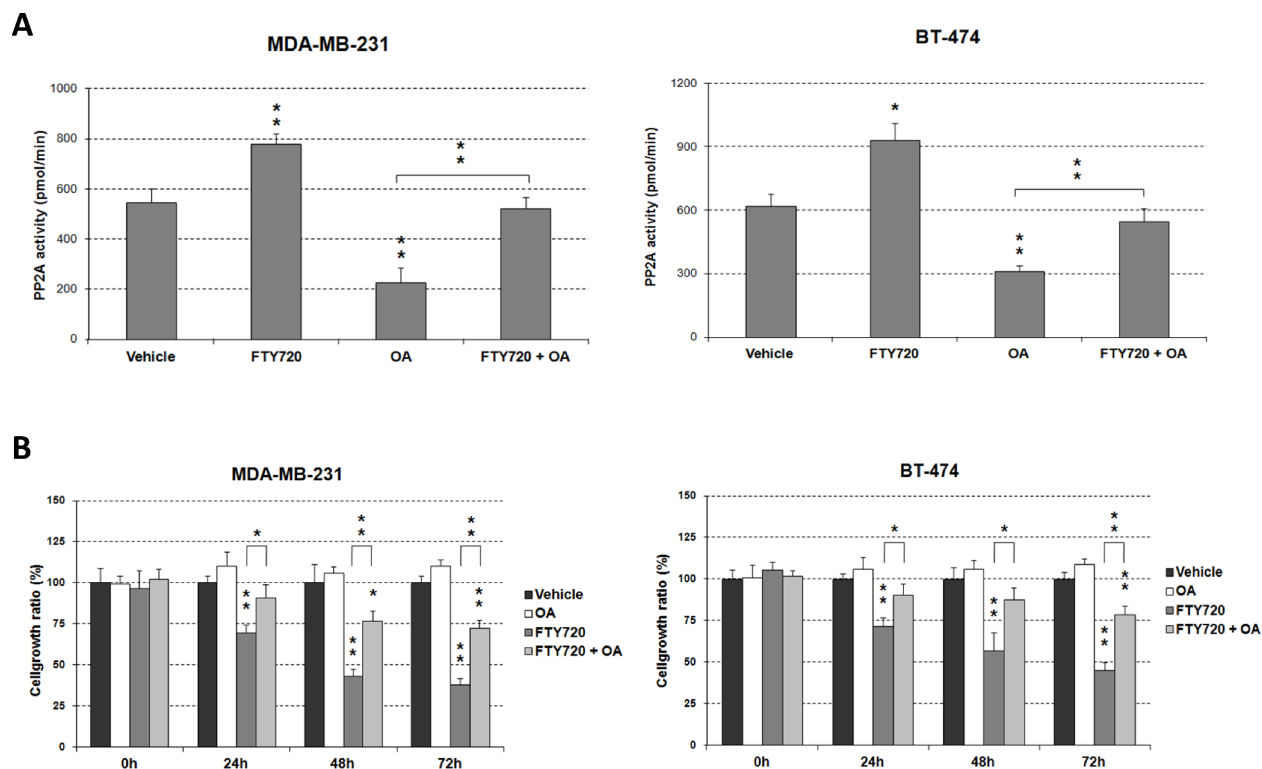 A
MDA-MB-231
PP2A activity (pmol/min)
1000
800
600
400
200
0
**
**
**
Vehicle FTY720 OA FTY720 + OA
BT-474
PP2A activity (pmol/min)
1200
900
600
300
0
*
**
**
Vehicle FTY720 OA FTY720 + OA
B
MDA-MB-231
Cellgrowth ratio (%)
150
125
100
75
50
25
0
*
**
**
**
*
**
**
**
0h 24h 48h 72h
Vehicle
OA
FTY720
FTY720 + OA
BT-474
Cellgrowth ratio (%)
150
125
100
75
50
25
0
*
*
**
**
**
**
**
0h 24h 48h 72h
Vehicle
OA
FTY720
FTY720 + OA